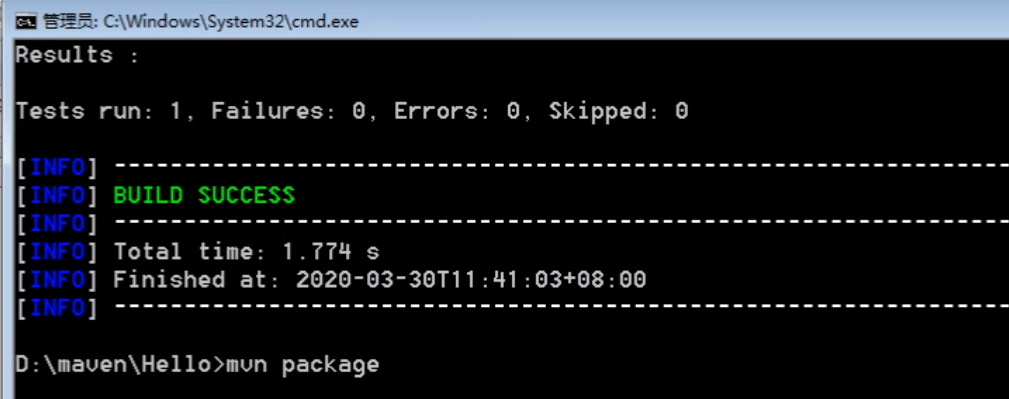 管理员: C:\Windows\System32\cmd.exe
Results :
Tests run: 1, Failures: 0, Errors: 0, Skipped: 0
[INFO] ------------------------------------------------------------------------
[INFO] BUILD SUCCESS
[INFO] ------------------------------------------------------------------------
[INFO] Total time: 1.774 s
[INFO] Finished at: 2020-03-30T11:41:03+08:00
[INFO] ------------------------------------------------------------------------
D:\maven\Hello>mvn package